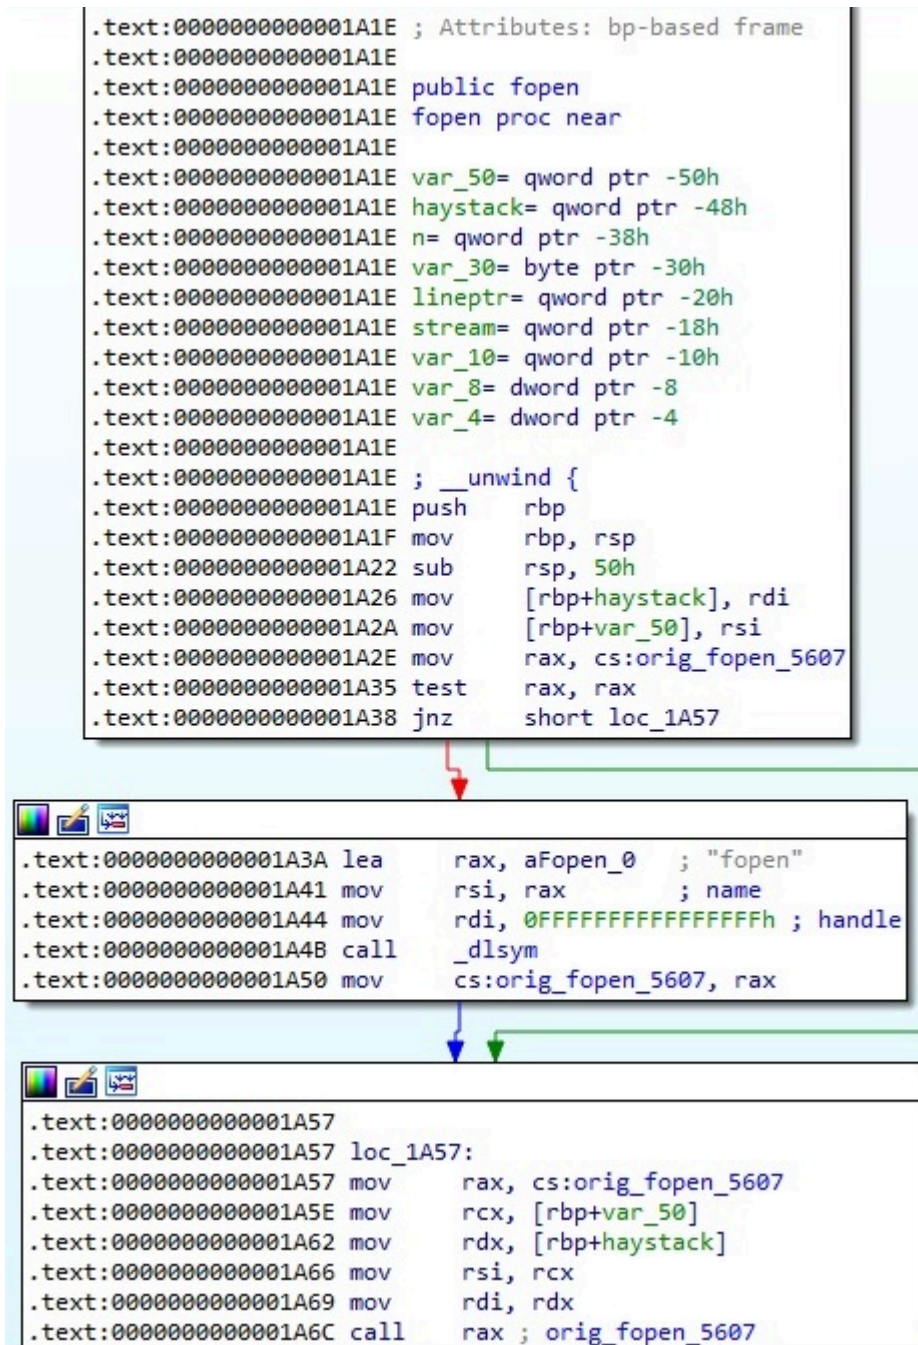 .text:0000000000001A1E ; Attributes: bp-based frame
.text:0000000000001A1E
.text:0000000000001A1E public fopen
.text:0000000000001A1E fopen proc near
.text:0000000000001A1E
.text:0000000000001A1E var_50= qword ptr -50h
.text:0000000000001A1E haystack= qword ptr -48h
.text:0000000000001A1E n= qword ptr -38h
.text:0000000000001A1E var_30= byte ptr -30h
.text:0000000000001A1E lineptr= qword ptr -20h
.text:0000000000001A1E stream= qword ptr -18h
.text:0000000000001A1E var_10= qword ptr -10h
.text:0000000000001A1E var_8= dword ptr -8
.text:0000000000001A1E var_4= dword ptr -4
.text:0000000000001A1E
.text:0000000000001A1E ; __unwind {
.text:0000000000001A1E push rbp
.text:0000000000001A1F mov rbp, rsp
.text:0000000000001A22 sub rsp, 50h
.text:0000000000001A26 mov [rbp+haystack], rdi
.text:0000000000001A2A mov [rbp+var_50], rsi
.text:0000000000001A2E mov rax, cs:orig_fopen_5607
.text:0000000000001A35 test rax, rax
.text:0000000000001A38 jnz short loc_1A57
.text:0000000000001A3A lea rax, aFopen_0 ; "fopen"
.text:0000000000001A41 mov rsi, rax ; name
.text:0000000000001A44 mov rdi, 0FFFFFFFFFFFFFFFFh ; handle
.text:0000000000001A4B call _dlsym
.text:0000000000001A50 mov cs:orig_fopen_5607, rax
.text:0000000000001A57
.text:0000000000001A57 loc_1A57:
.text:0000000000001A57 mov rax, cs:orig_fopen_5607
.text:0000000000001A5E mov rcx, [rbp+var_50]
.text:0000000000001A62 mov rdx, [rbp+haystack]
.text:0000000000001A66 mov rsi, rcx
.text:0000000000001A69 mov rdi, rdx
.text:0000000000001A6C call rax ; orig_fopen_5607